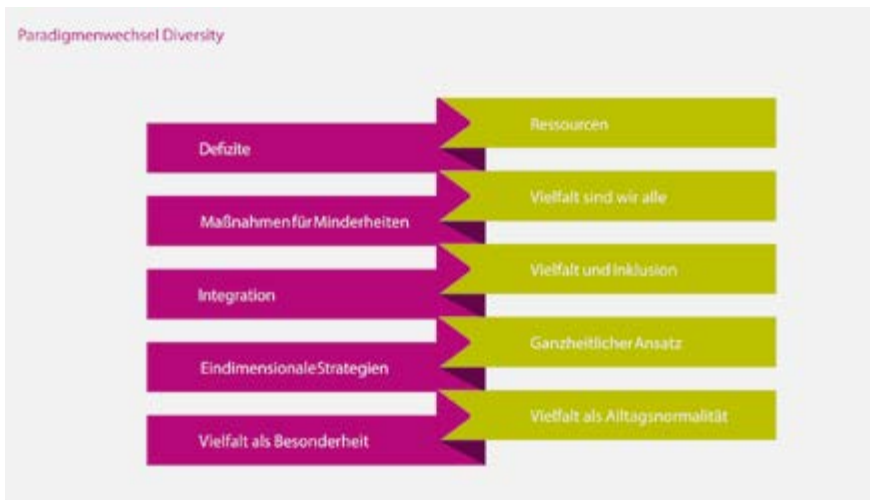 Paradigmenwechsel Diversity
Defizite
Ressourcen
Maßnahmen für Minderheiten
Vielfalt sind wir alle
Integration
Vielfalt und Inklusion
Eindimensionale Strategien
Ganzheitlicher Ansatz
Vielfalt als Besonderheit
Vielfalt als Alltagsnormalität